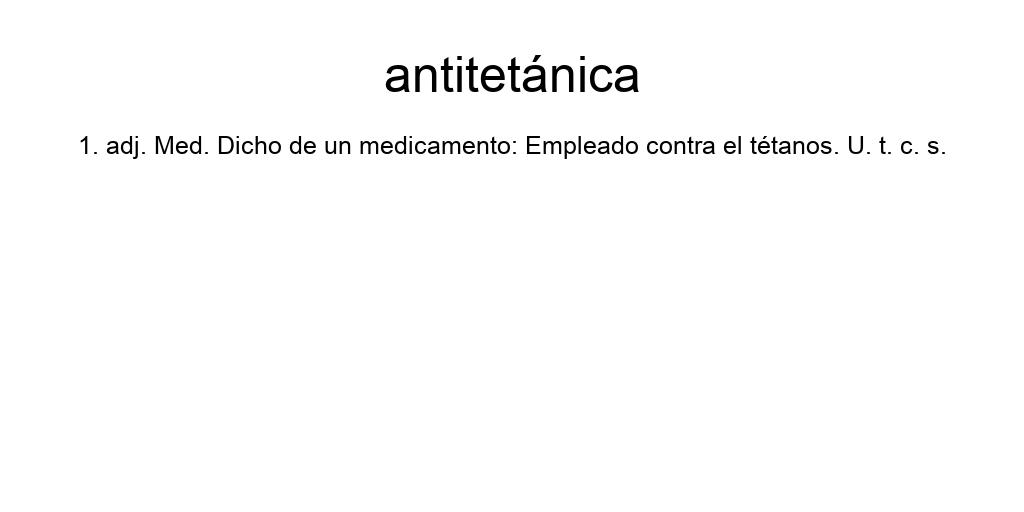 antitetánica
1. adj. Med. Dicho de un medicamento: Empleado contra el tétanos. U. t. c. s.